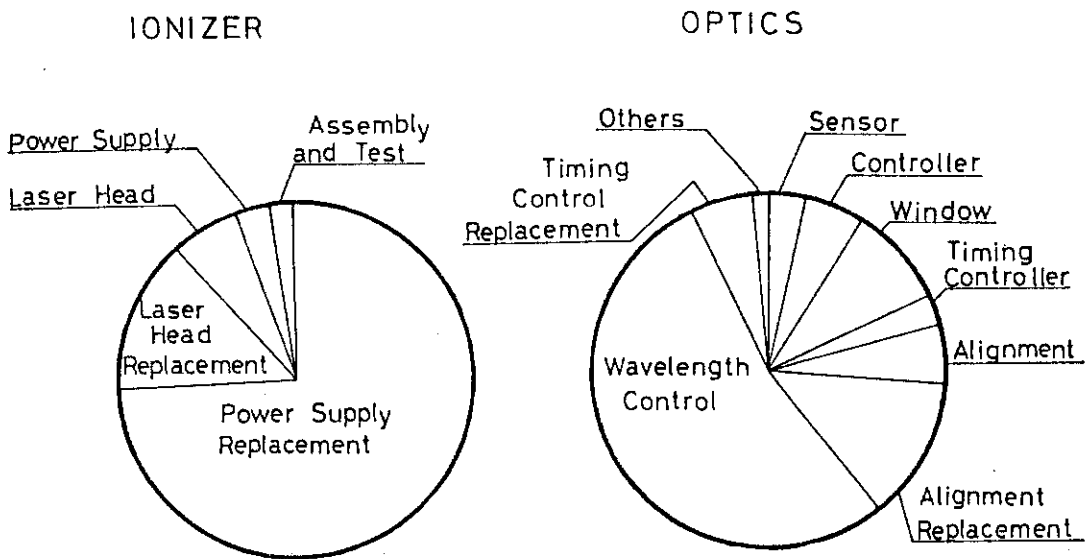 IONIZER
Power Supply
Assembly
and Test
Laser Head
Laser
Head
Replacement
Power Supply
Replacement
OPTICS
Others
Sensor
Timing
Control
Replacement
Controller
Window
Timing
Controller
Wavelength
Control
Alignment
Alignment
Replacement